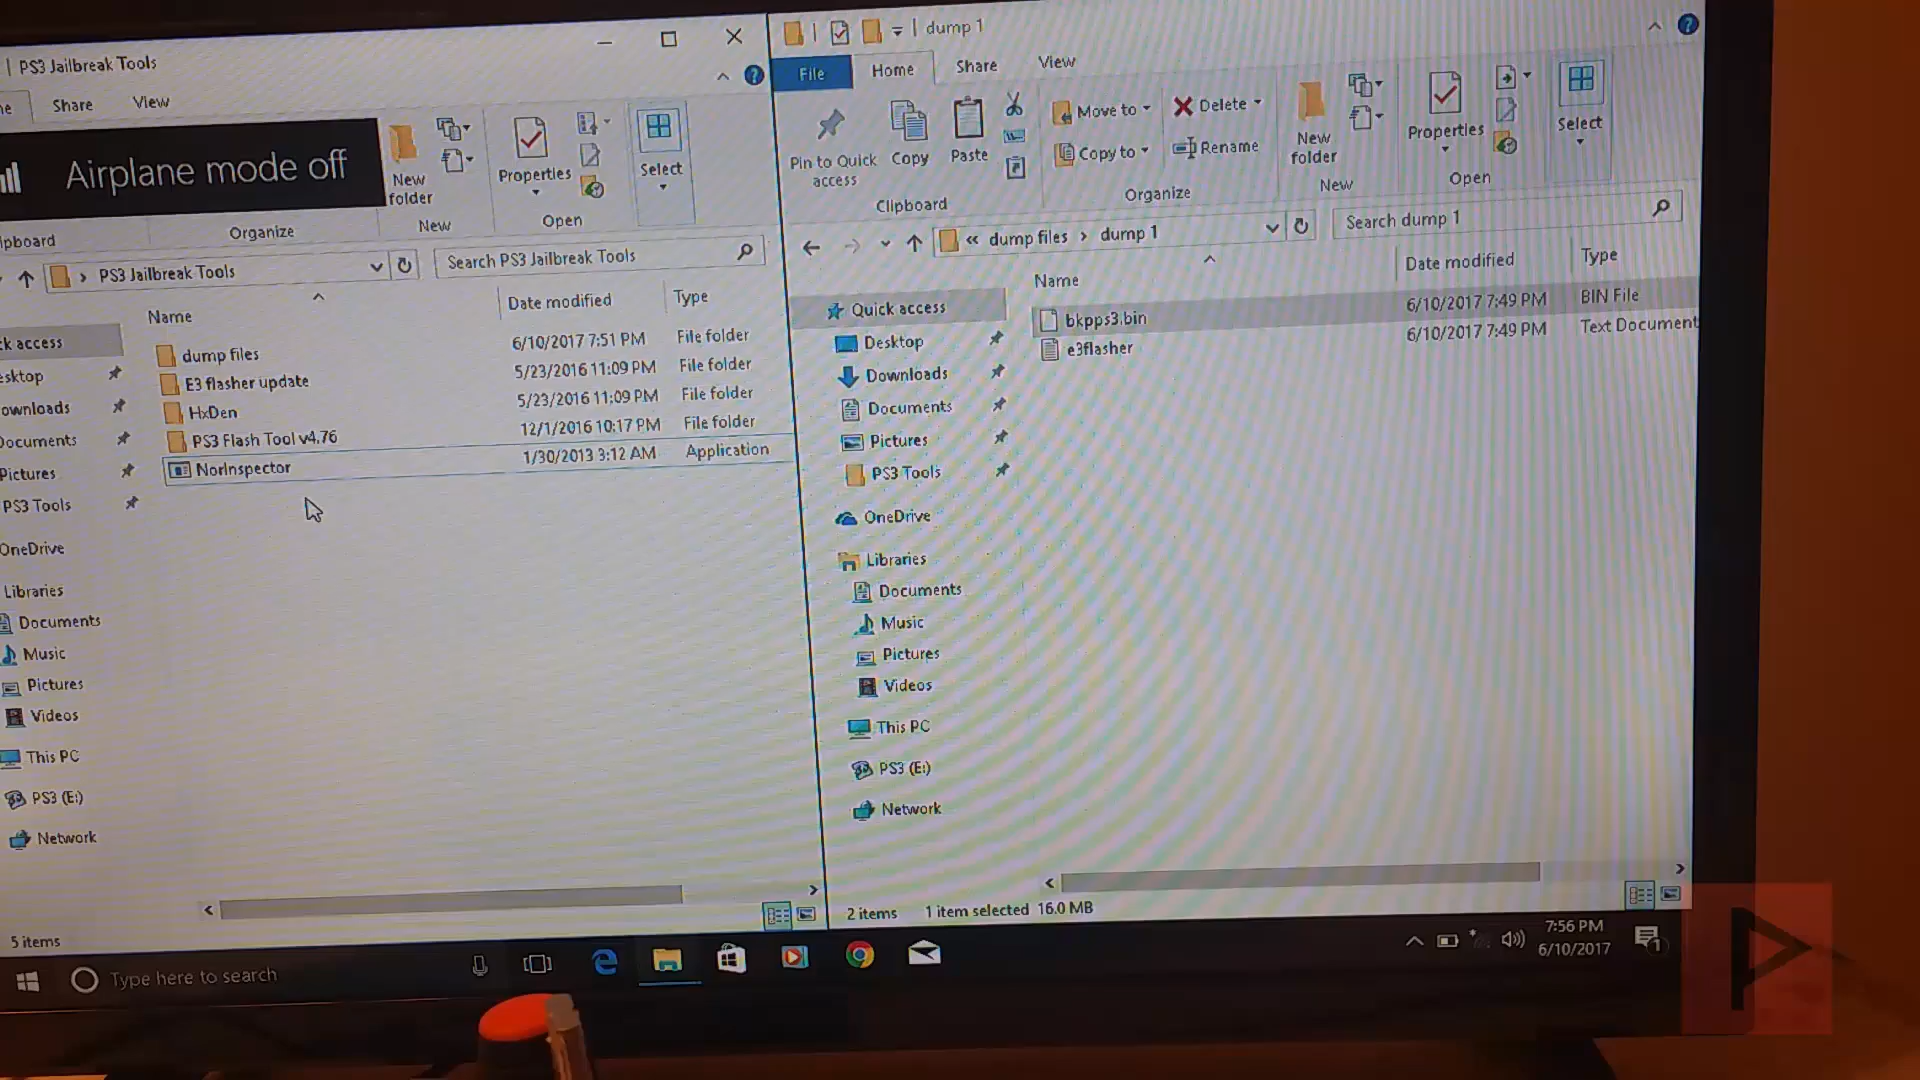 | PS3 Jailbreak Tools
Share View
Airplane mode off
New folder
Properties
Select
Organize
New
Open
PS3 Jailbreak Tools
Search PS3 Jailbreak Tools
Name Date modified Type
dump files 6/10/2017 7:51 PM File folder
E3 flasher update 5/23/2016 11:09 PM File folder
HxDen 5/23/2016 11:09 PM File folder
PS3 Flash Tool v4.76 12/1/2016 10:17 PM File folder
NorInspector 1/30/2013 3:12 AM Application
PS3 Tools
OneDrive
Libraries
Documents
Music
Pictures
Videos
This PC
PS3 (E:)
Network
5 items
| dump 1
File Home Share View
Pin to Quick access
Copy
Paste
Move to
Copy to
Delete
Rename
New folder
Properties
Select
Clipboard
Organize
New
Open
« dump files › dump 1
Search dump 1
Name Date modified Type
bkpps3.bin 6/10/2017 7:49 PM BIN File
e3flasher 6/10/2017 7:49 PM Text Document
Quick access
Desktop
Downloads
Documents
Pictures
PS3 Tools
OneDrive
Libraries
Documents
Music
Pictures
Videos
This PC
PS3 (E:)
Network
2 items 1 item selected 16.0 MB
Type here to search
7:56 PM
6/10/2017
1